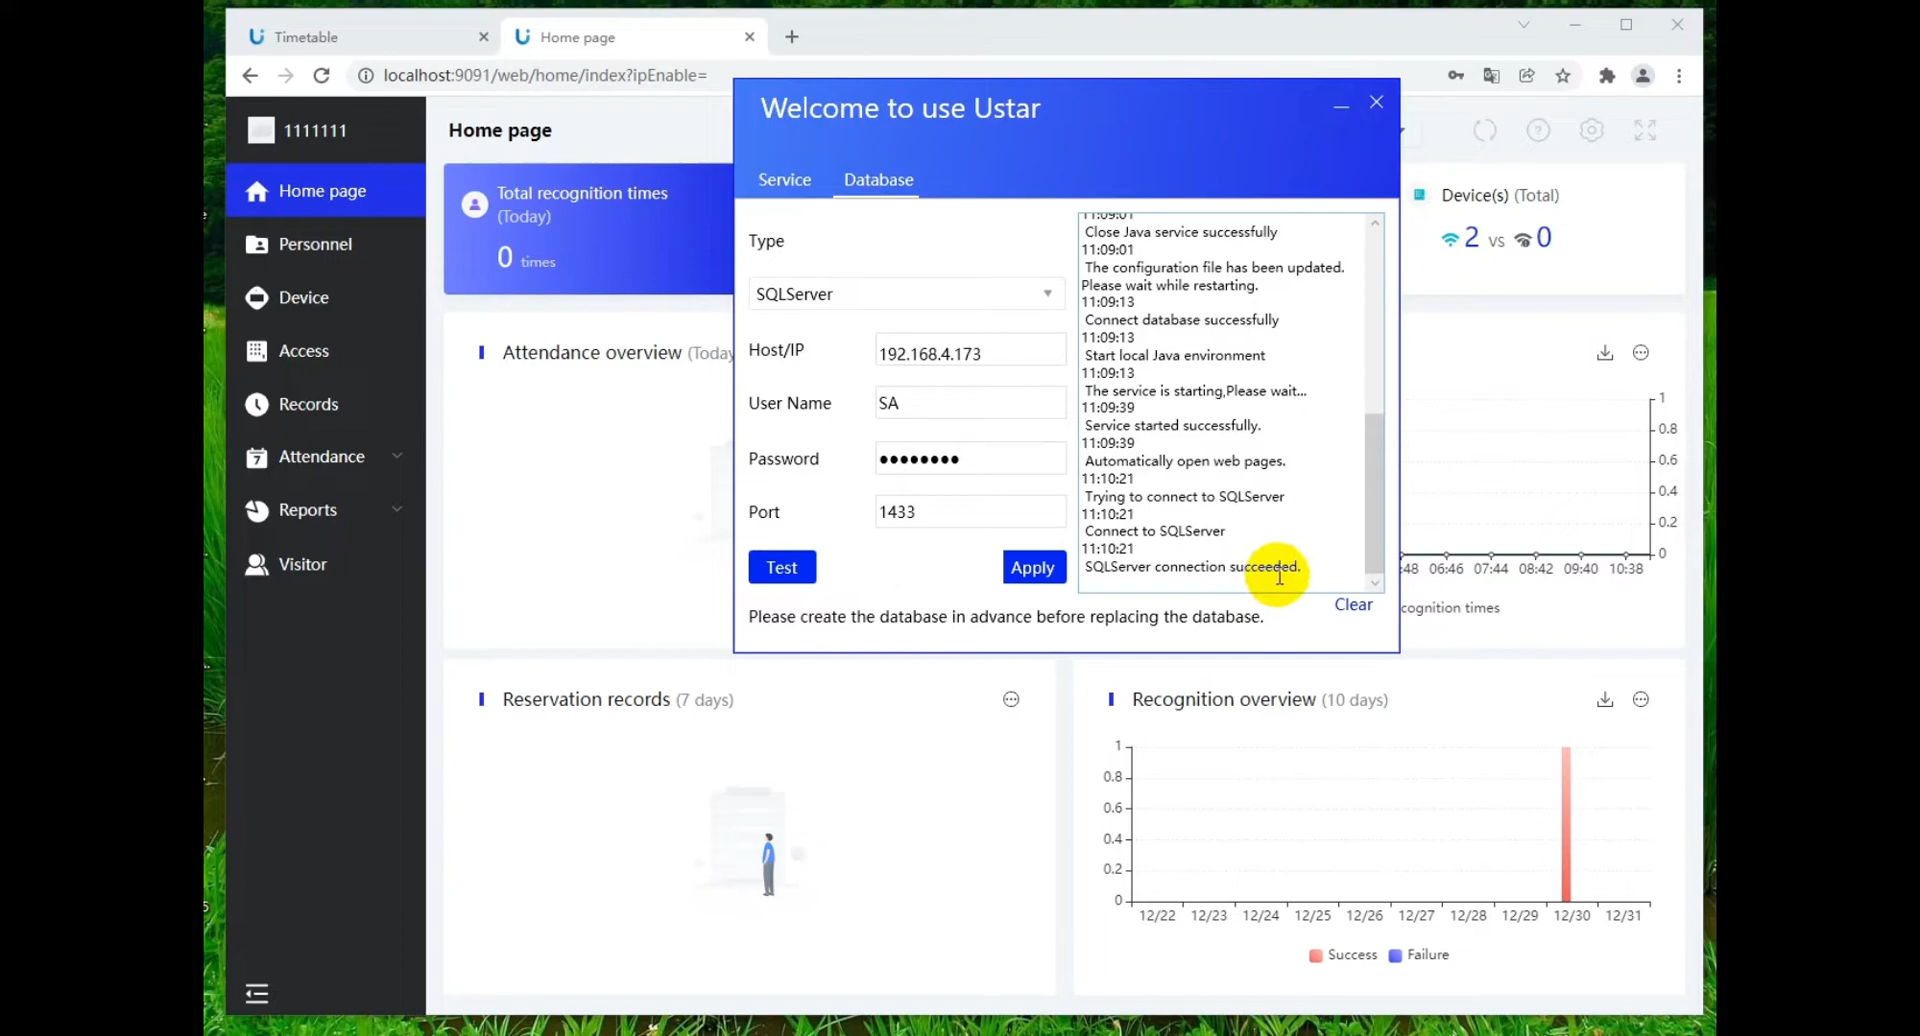 Timetable
Home page
localhost:9091/web/home/index?ipEnable=
1111111
Home page
Personnel
Device
Access
Records
7 Attendance
Reports
Visitor
Home page
Total recognition times
(Today)
0 times
Welcome to use Ustar
Service Database
Type
SQLServer
Host/IP 192.168.4.173
User Name SA
Password ●●●●●●●●
Port 1433
Test Apply
Please create the database in advance before replacing the database.
11:09:01
Close Java service successfully
11:09:01
The configuration file has been updated.
Please wait while restarting.
11:09:13
Connect database successfully
11:09:13
Start local Java environment
11:09:13
The service is starting,Please wait...
11:09:39
Service started successfully.
11:09:39
Automatically open web pages.
11:10:21
Trying to connect to SQLServer
11:10:21
Connect to SQLServer
11:10:21
SQLServer connection succeeded.
Clear
Device(s) (Total)
2 vs 0
Attendance overview (Today
1
0.8
0.6
0.4
0.2
0
:48 06:46 07:44 08:42 09:40 10:38
cognition times
Reservation records (7 days)
Recognition overview (10 days)
1
0.8
0.6
0.4
0.2
0
12/22 12/23 12/24 12/25 12/26 12/27 12/28 12/29 12/30 12/31
Success Failure